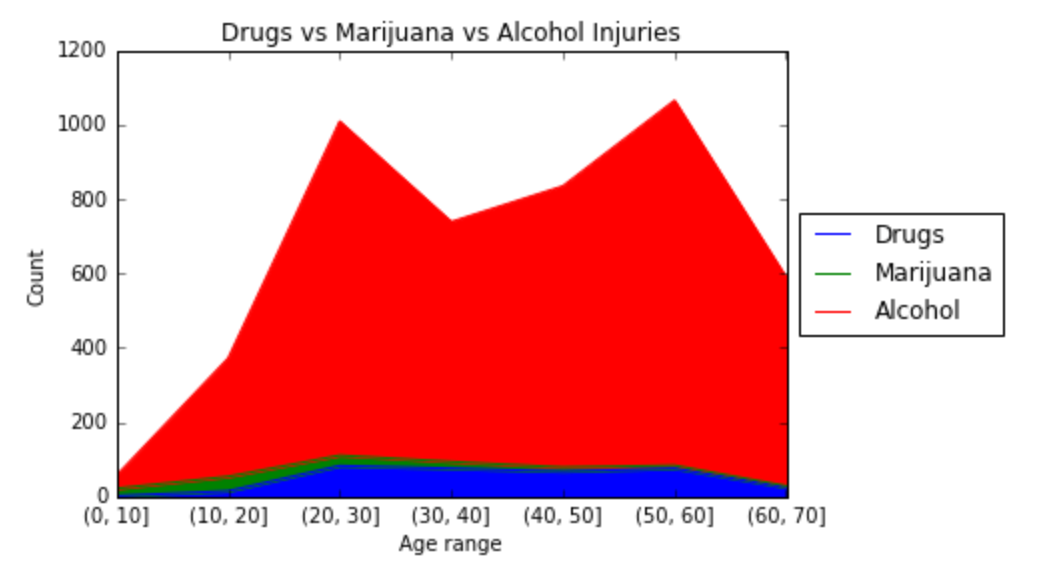 Drugs vs Marijuana vs Alcohol Injuries
1200
1000
800
600
400
200
0
Count
(0, 10] (10, 20] (20, 30] (30, 40] (40, 50] (50, 60] (60, 70]
Age range
Drugs
Marijuana
Alcohol